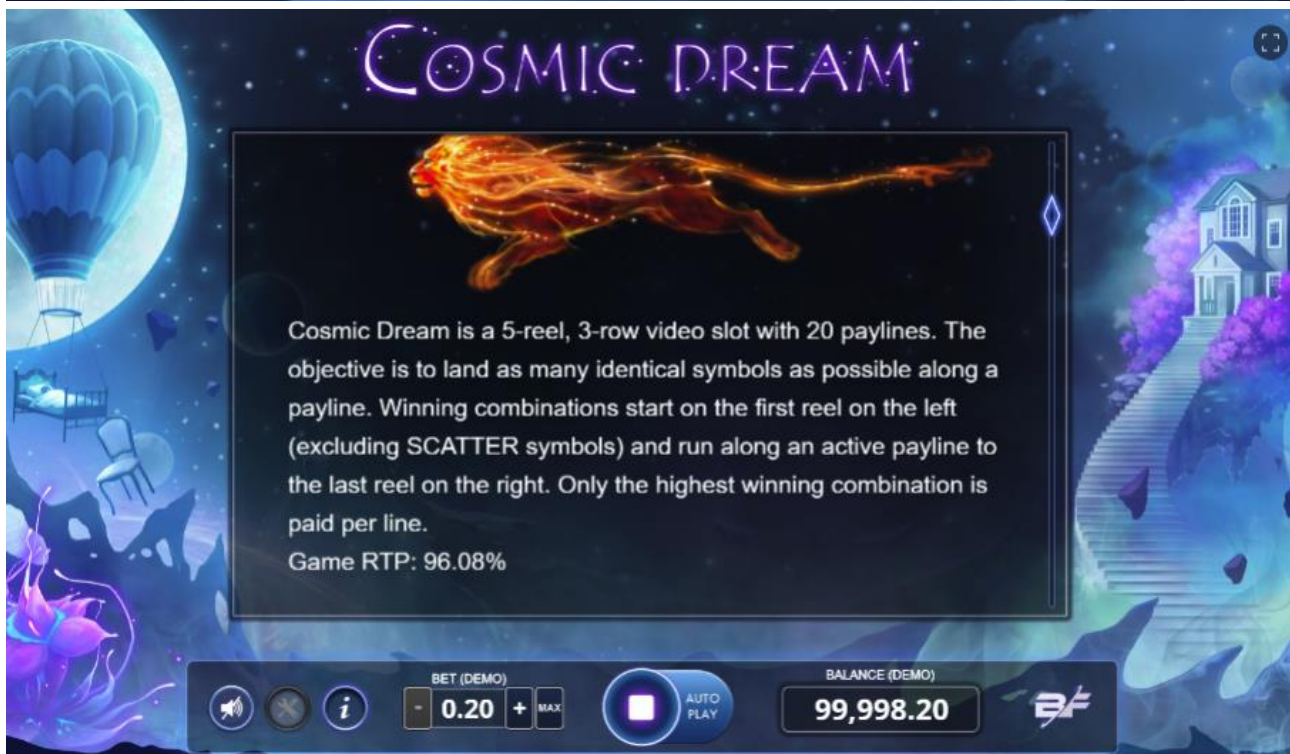 COSMIC DREAM
Cosmic Dream is a 5-reel, 3-row video slot with 20 paylines. The
objective is to land as many identical symbols as possible along a
payline. Winning combinations start on the first reel on the left
(excluding SCATTER symbols) and run along an active payline to
the last reel on the right. Only the highest winning combination is
paid per line.
Game RTP: 96.08%
BET (DEMO)
- 0.20 + MAX
AUTO
PLAY
BALANCE (DEMO)
99,998.20
BF